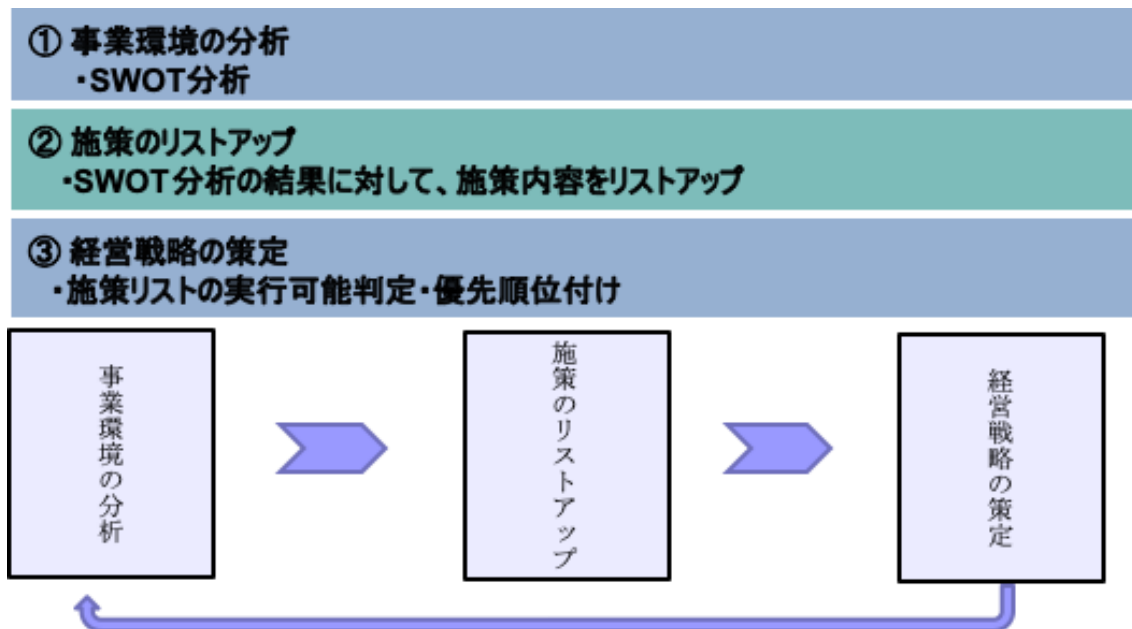 ① 事業環境の分析
・SWOT分析
② 施策のリストアップ
・SWOT分析の結果に対して、施策内容をリストアップ
③ 経営戦略の策定
・施策リストの実行可能判定・優先順位付け
事業環境の分析
施策のリストアップ
経営戦略の策定